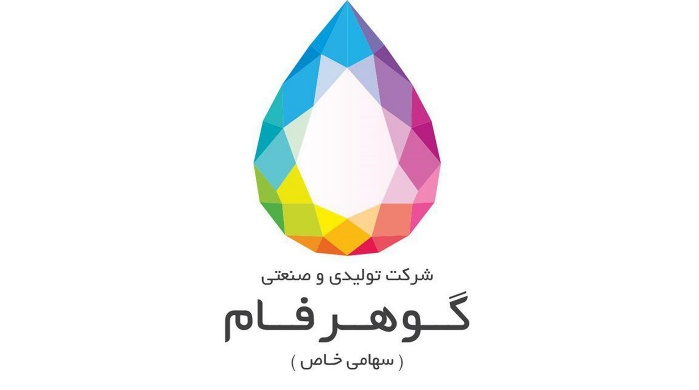 شرکت تولیدی و صنعتی
گوهرفام
( سهامی خاص )